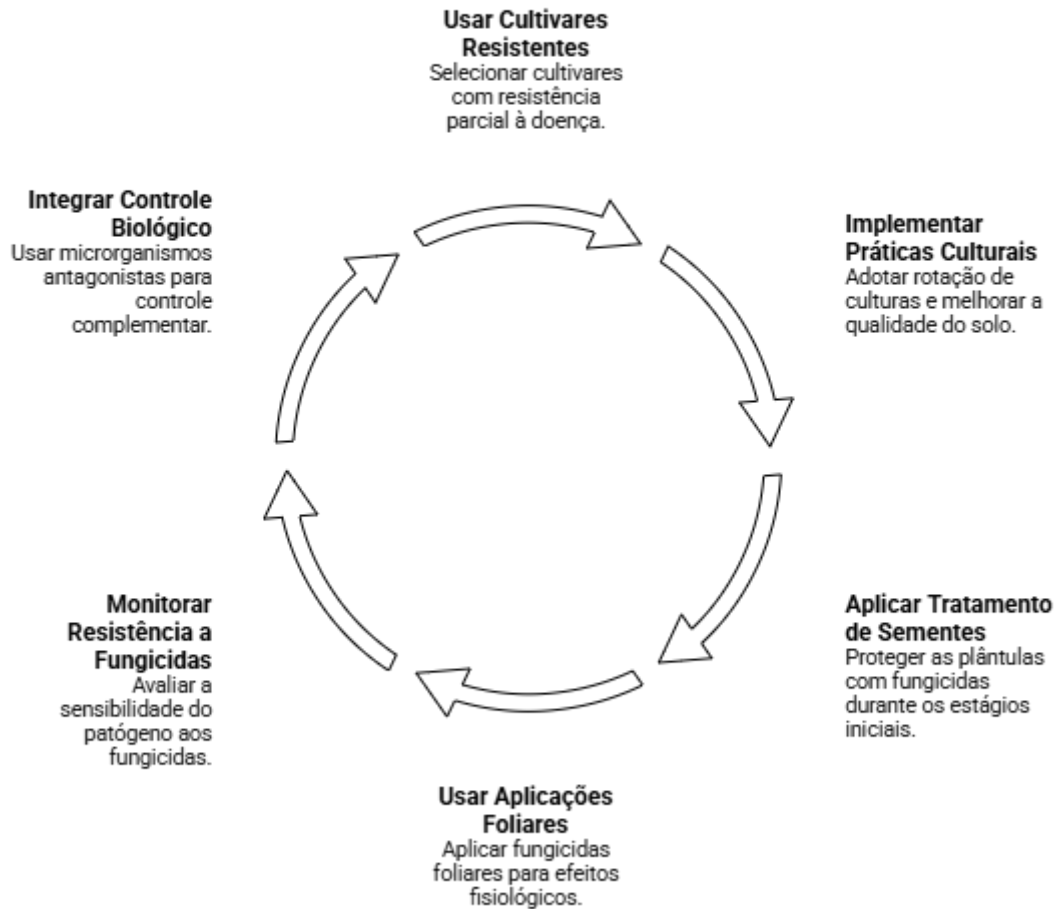 Usar Cultivares
Resistentes
Selecionar cultivares
com resistência
parcial à doença.
Implementar
Práticas Culturais
Adotar rotação de
culturas e melhorar a
qualidade do solo.
Aplicar Tratamento
de Sementes
Proteger as plântulas
com fungicidas
durante os estágios
iniciais.
Usar Aplicações
Foliares
Aplicar fungicidas
foliares para efeitos
fisiológicos.
Monitorar
Resistência a
Fungicidas
Avaliar a
sensibilidade do
patógeno aos
fungicidas.
Integrar Controle
Biológico
Usar microrganismos
antagonistas para
controle
complementar.